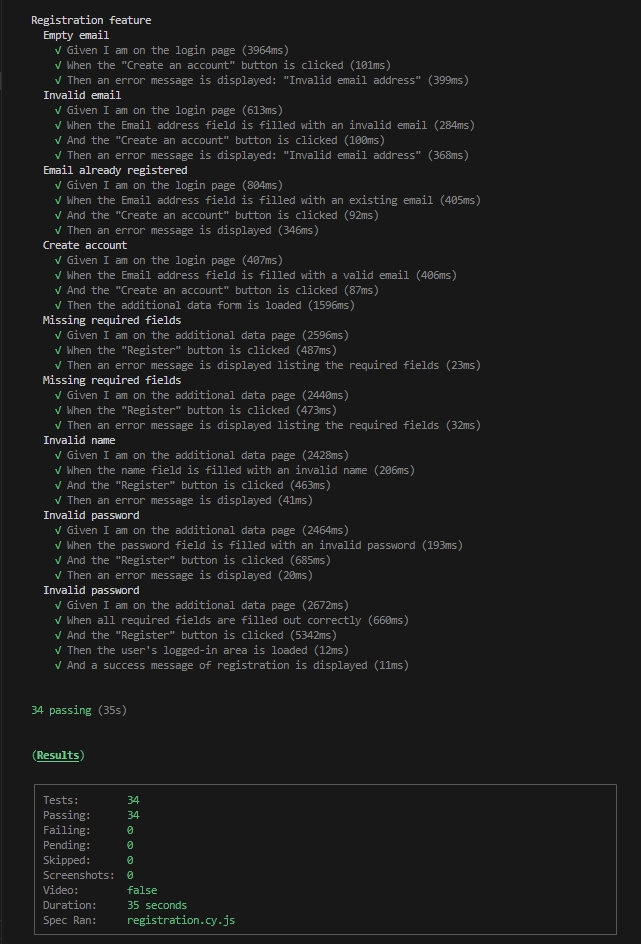 Registration feature
Empty email
√ Given I am on the login page (3964ms)
√ When the "Create an account" button is clicked (101ms)
√ Then an error message is displayed: "Invalid email address" (399ms)
Invalid email
√ Given I am on the login page (613ms)
√ When the Email address field is filled with an invalid email (284ms)
√ And the "Create an account" button is clicked (100ms)
√ Then an error message is displayed: "Invalid email address" (368ms)
Email already registered
√ Given I am on the login page (804ms)
√ When the Email address field is filled with an existing email (405ms)
√ And the "Create an account" button is clicked (92ms)
√ Then an error message is displayed (346ms)
Create account
√ Given I am on the login page (407ms)
√ When the Email address field is filled with a valid email (406ms)
√ And the "Create an account" button is clicked (87ms)
√ Then the additional data form is loaded (1596ms)
Missing required fields
√ Given I am on the additional data page (2596ms)
√ When the "Register" button is clicked (487ms)
√ Then an error message is displayed listing the required fields (23ms)
Missing required fields
√ Given I am on the additional data page (2440ms)
√ When the "Register" button is clicked (473ms)
√ Then an error message is displayed listing the required fields (32ms)
Invalid name
√ Given I am on the additional data page (2428ms)
√ When the name field is filled with an invalid name (206ms)
√ And the "Register" button is clicked (463ms)
√ Then an error message is displayed (41ms)
Invalid password
√ Given I am on the additional data page (2464ms)
√ When the password field is filled with an invalid password (193ms)
√ And the "Register" button is clicked (685ms)
√ Then an error message is displayed (20ms)
Invalid password
√ Given I am on the additional data page (2672ms)
√ When all required fields are filled out correctly (660ms)
√ And the "Register" button is clicked (5342ms)
√ Then the user's logged-in area is loaded (12ms)
√ And a success message of registration is displayed (11ms)
34 passing (35s)
(Results)
Tests: 34
Passing: 34
Failing: 0
Pending: 0
Skipped: 0
Screenshots: 0
Video: false
Duration: 35 seconds
Spec Ran: registration.cy.js